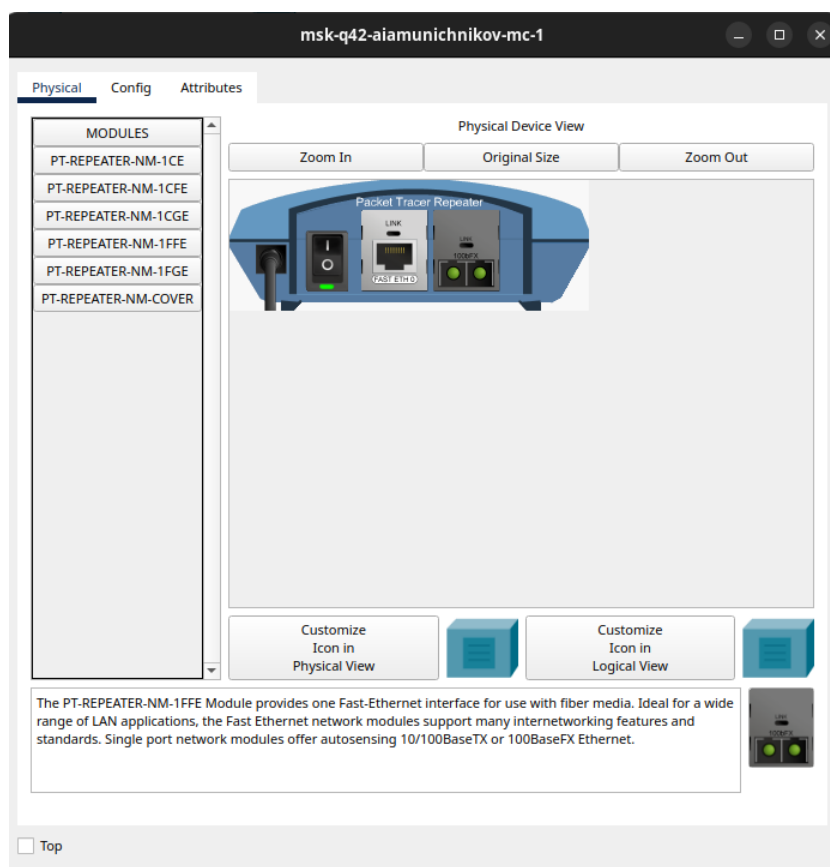 msk-q42-aiamunichnikov-mc-1
Physical
Config
Attributes
MODULES
PT-REPEATER-NM-1CE
PT-REPEATER-NM-1CFE
PT-REPEATER-NM-1CGE
PT-REPEATER-NM-1FFE
PT-REPEATER-NM-1FGE
PT-REPEATER-NM-COVER
Physical Device View
Zoom In
Original Size
Zoom Out
Packet Tracer Repeater
LINK
FAST ETH 0
LINK
100bFX
Customize
Icon in
Physical View
Customize
Icon in
Logical View
The PT-REPEATER-NM-1FFE Module provides one Fast-Ethernet interface for use with fiber media. Ideal for a wide
range of LAN applications, the Fast Ethernet network modules support many internetworking features and
standards. Single port network modules offer autosensing 10/100BaseTX or 100BaseFX Ethernet.
LINK
100bFX
Top